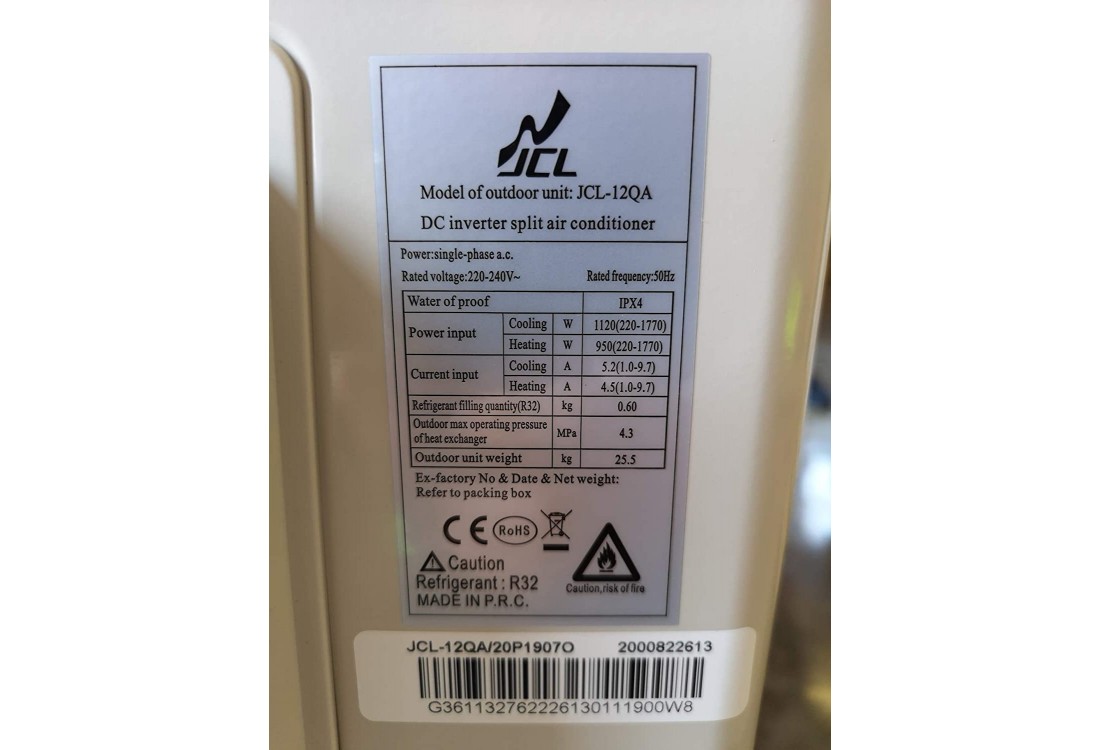 JCL
Model of outdoor unit: JCL-12QA
DC inverter split air conditioner
Power:single-phase a.c.
Rated voltage:220-240V~ Rated frequency:50Hz
Water of proof IPX4
Power input Cooling W 1120(220-1770)
Heating W 950(220-1770)
Current input Cooling A 5.2(1.0-9.7)
Heating A 4.5(1.0-9.7)
Refrigerant filling quantity(R32) kg 0.60
Outdoor max operating pressure
of heat exchanger MPa 4.3
Outdoor unit weight kg 25.5
Ex-factory No & Date & Net weight:
Refer to packing box
CE RoHS
Caution
Refrigerant : R32
Caution,risk of fire
MADE IN P.R.C.
JCL-12QA/20P1907O 2000822613
G361132762226130111900W8